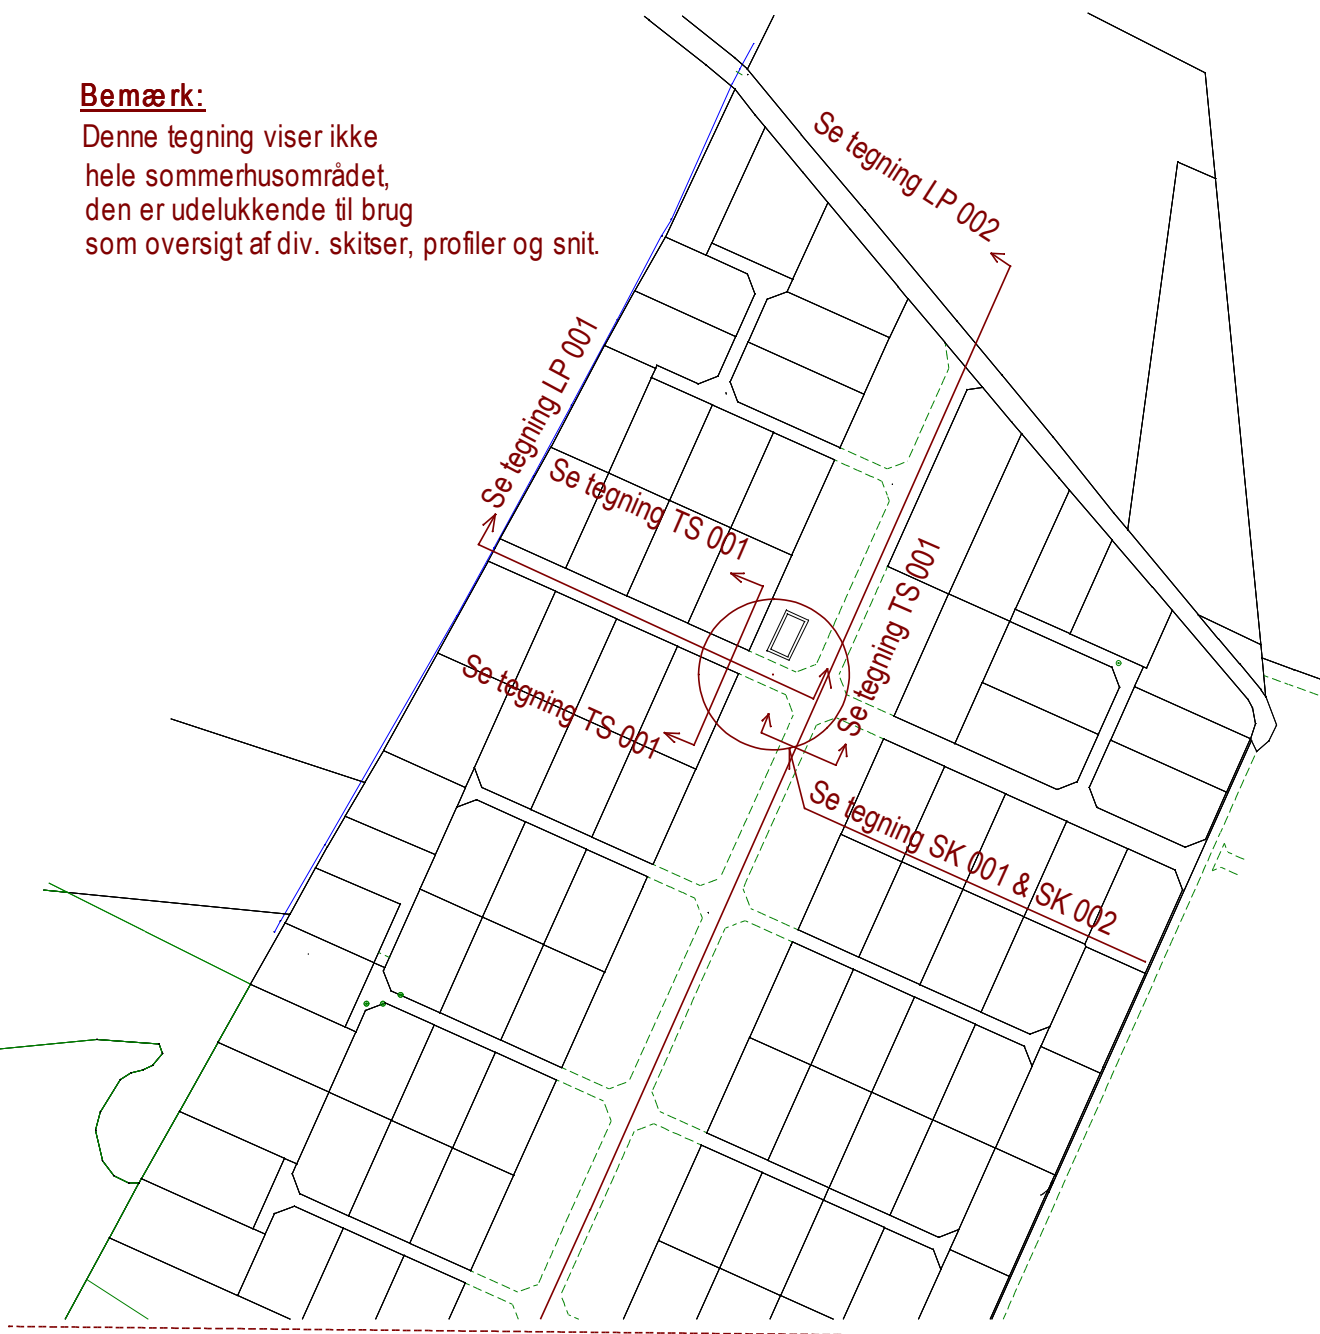 Bemærk:
Denne tegning viser ikke
hele sommerhusområdet,
den er udelukkende til brug
som oversigt af div. skitser, profiler og snit.
Se tegning LP 002
Se tegning LP 001
Se tegning TS 001
Se tegning TS 001
Se tegning TS 001
Se tegning SK 001 & SK 002